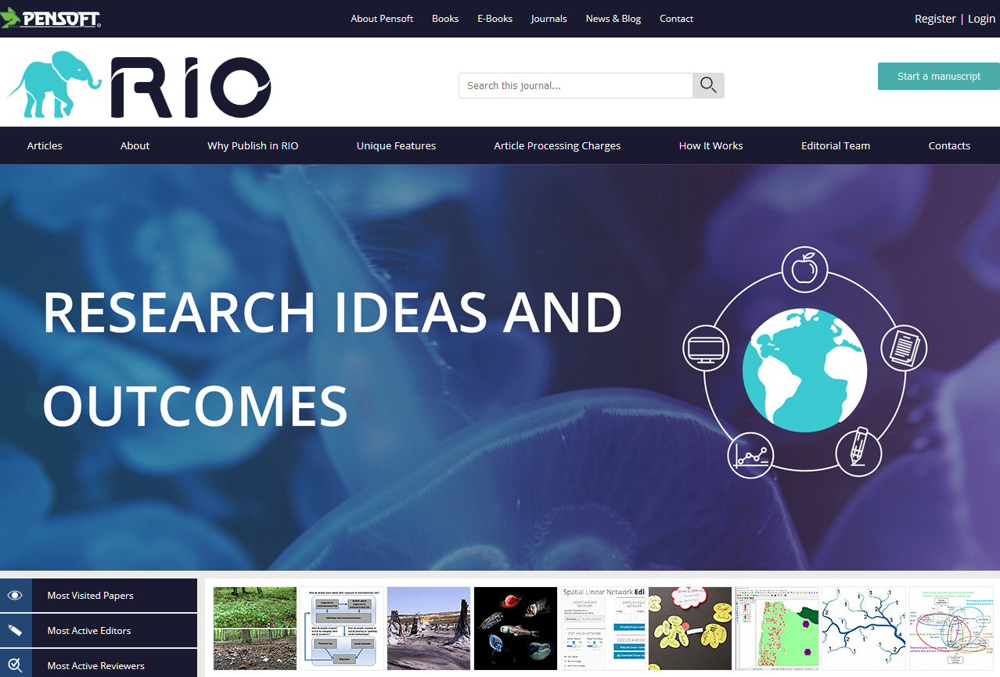 PENSOFT
About Pensoft Books E-Books Journals News & Blog Contact
Register | Login
RIO
Search this journal...
Start a manuscript
Articles About Why Publish in RIO Unique Features Article Processing Charges How It Works Editorial Team Contacts
RESEARCH IDEAS AND
OUTCOMES
Most Visited Papers
Most Active Editors
Most Active Reviewers
Spatial Linear Network Edi